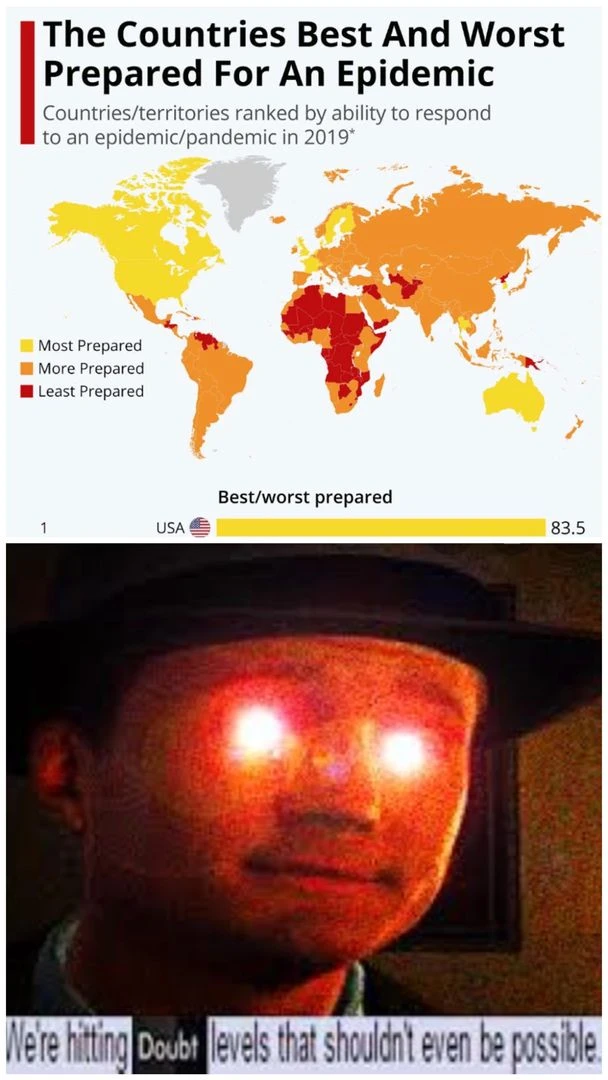 The Countries Best And Worst
Prepared For An Epidemic
Countries/territories ranked by ability to respond
to an epidemic/pandemic in 2019*
Most Prepared
More Prepared
Least Prepared
Best/worst prepared
1 USA 83.5
We're hitting Doubt levels that shouldn't even be possible.